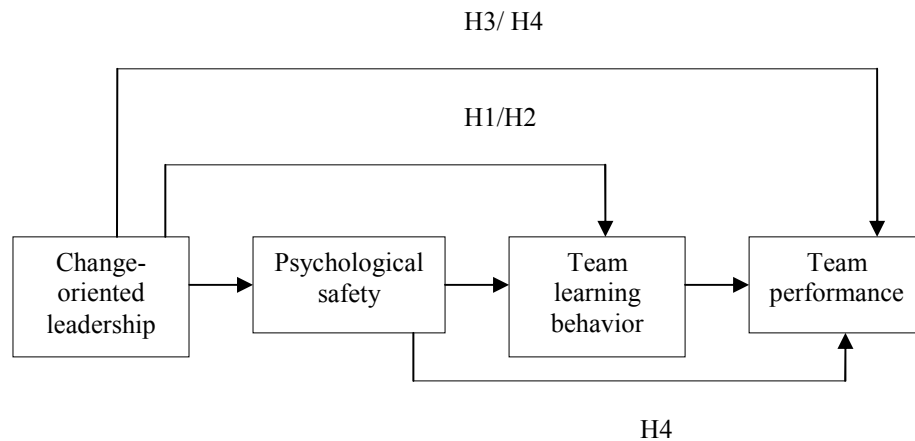 H3/ H4
H1/H2
Change-
oriented
leadership
Psychological
safety
Team
learning
behavior
Team
performance
H4